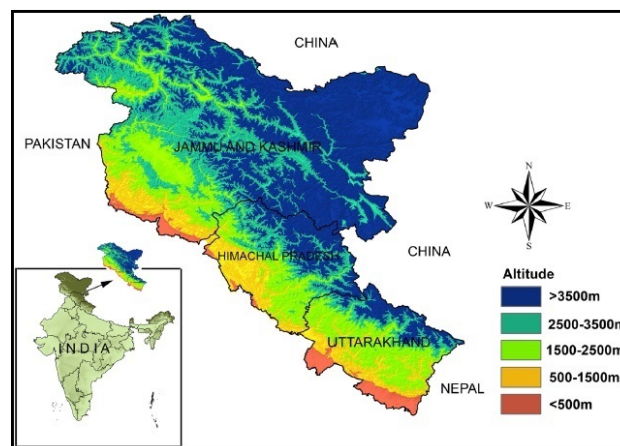 CHINA
PAKISTAN
JAMMU AND KASHMIR
N
W E
S
CHINA
HIMACHAL PRADESH
Altitude
>3500m
2500-3500m
1500-2500m
500-1500m
<500m
UTTARAKHAND
NEPAL
INDIA